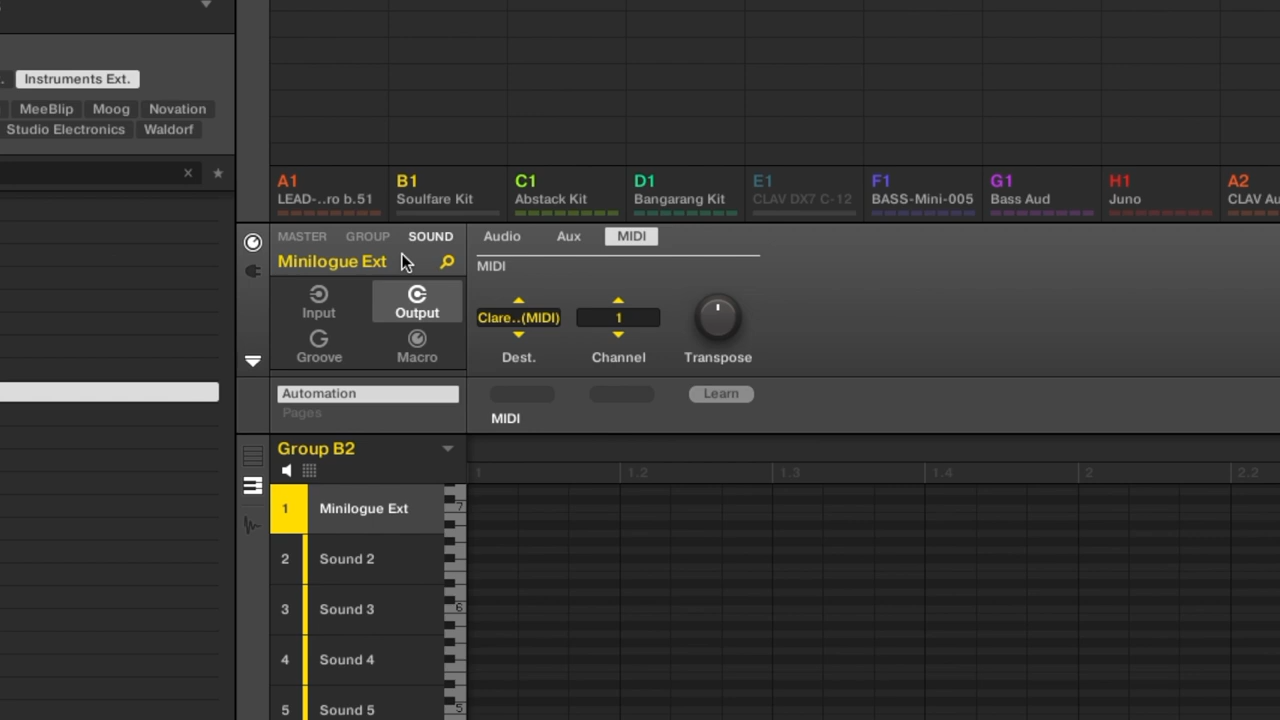 Instruments Ext.
MeeBlip Moog Novation
Studio Electronics Waldorf
A1 B1 C1 D1 E1 F1 G1 H1 A2
LEAD-..ro b.51 Soulfare Kit Abstack Kit Bangarang Kit CLAV DX7 C-12 BASS-Mini-005 Bass Aud Juno CLAV Au
MASTER GROUP SOUND Audio Aux MIDI
Minilogue Ext MIDI
Input Output
Clare..(MIDI) 1
Groove Macro Dest. Channel Transpose
Automation Learn
Pages
MIDI
Group B2
1 1.2 1.3 1.4 2 2.2
1 Minilogue Ext 7
2 Sound 2
3 Sound 3 6
4 Sound 4
5 Sound 5 5